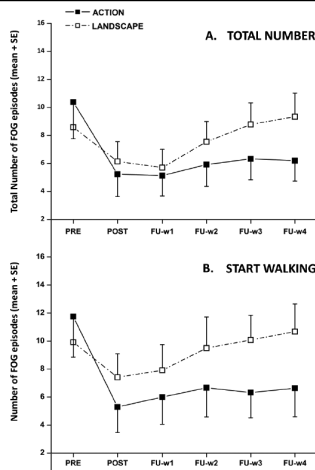 ACTION
LANDSCAPE
A. TOTAL NUMBER
Total Number of FOG episodes (mean + SE)
16
14
12
10
8
6
4
2
PRE POST FU-w1 FU-w2 FU-w3 FU-w4
B. START WALKING
Number of FOG episodes (mean + SE)
16
14
12
10
8
6
4
2
PRE POST FU-w1 FU-w2 FU-w3 FU-w4